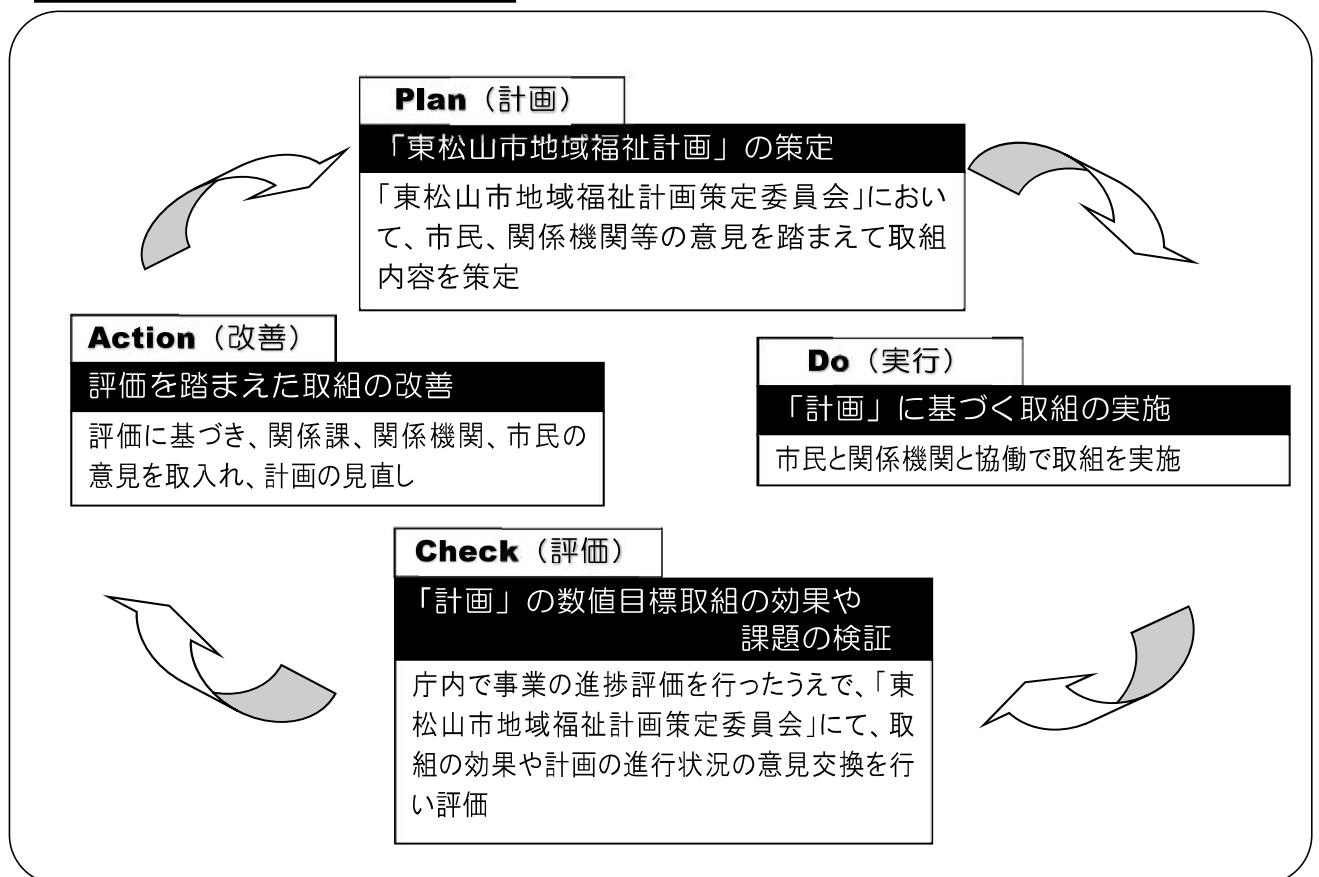 Plan（計画）
「東松山市地域福祉計画」の策定
「東松山市地域福祉計画策定委員会」におい
て、市民、関係機関等の意見を踏まえて取組
内容を策定
Action（改善）
評価を踏まえた取組の改善
評価に基づき、関係課、関係機関、市民の
意見を取入れ、計画の見直し
Do（実行）
「計画」に基づく取組の実施
市民と関係機関と協働で取組を実施
Check（評価）
「計画」の数値目標取組の効果や
課題の検証
庁内で事業の進捗評価を行ったうえで、「東
松山市地域福祉計画策定委員会」にて、取
組の効果や計画の進行状況の意見交換を行
い評価